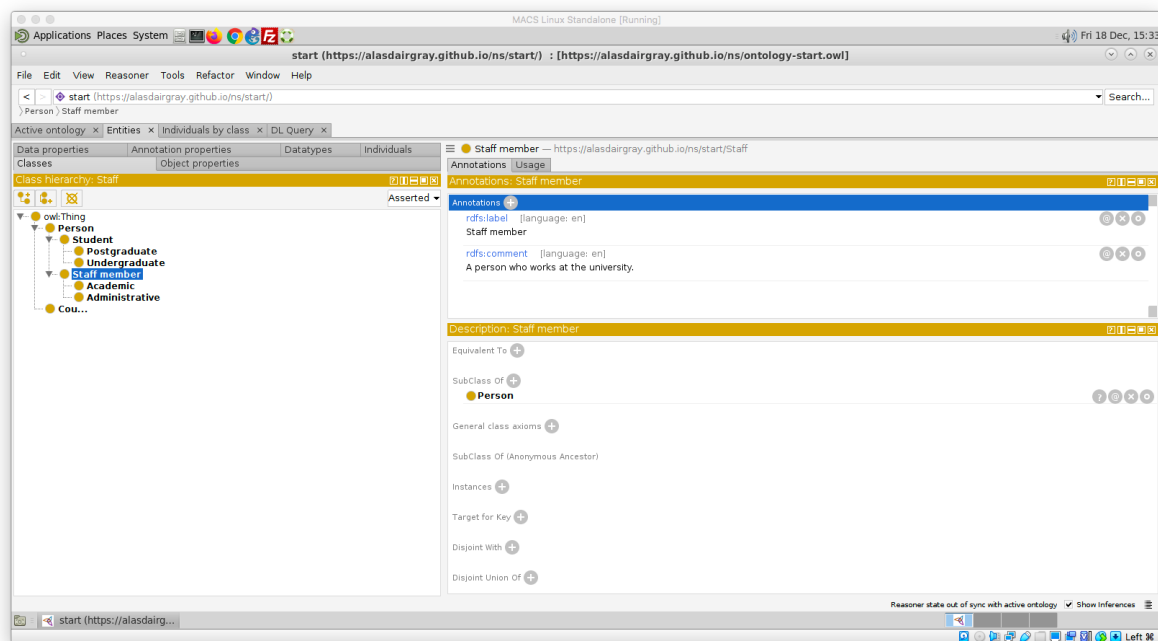 MACS Linux Standalone [Running]
Applications Places System
Fri 18 Dec, 15:33
start (https://alasdairgray.github.io/ns/start/) : [https://alasdairgray.github.io/ns/ontology-start.owl]
File Edit View Reasoner Tools Refactor Window Help
< > start (https://alasdairgray.github.io/ns/start/) Search...
Person Staff member
Active ontology × Entities × Individuals by class × DL Query ×
Data properties Annotation properties Datatypes Individuals
Classes Object properties
Class hierarchy: Staff
Asserted
owl:Thing
Person
Student
Postgraduate
Undergraduate
Staff member
Academic
Administrative
Cou...
Staff member — https://alasdairgray.github.io/ns/start/Staff
Annotations Usage
Annotations: Staff member
Annotations
rdfs:label [language: en]
Staff member
rdfs:comment [language: en]
A person who works at the university.
Description: Staff member
Equivalent To
SubClass Of
Person
General class axioms
SubClass Of (Anonymous Ancestor)
Instances
Target for Key
Disjoint With
Disjoint Union Of
Reasoner state out of sync with active ontology Show Inferences
start (https://alasdairg...
Left ⌘